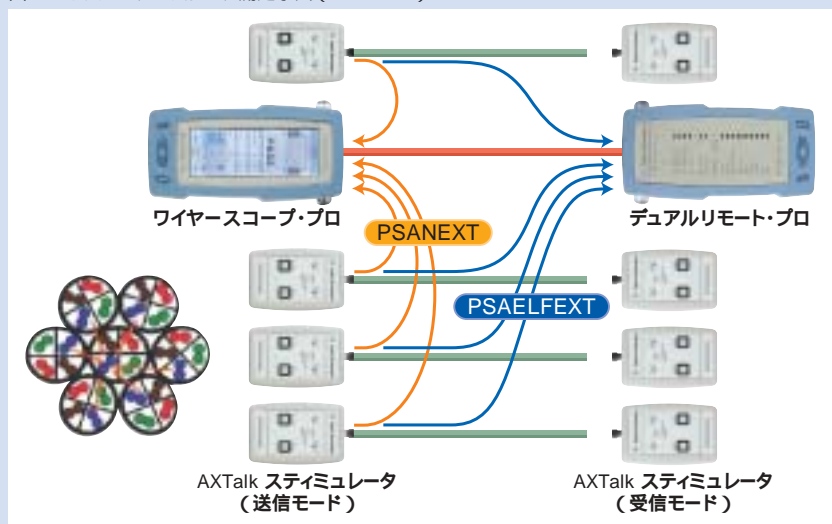 ワイヤースコープ・プロ
デュアルリモート・プロ
PSANEXT
PSAELFEXT
AXTalk スティミュレータ
(送信モード)
AXTalk スティミュレータ
(受信モード)